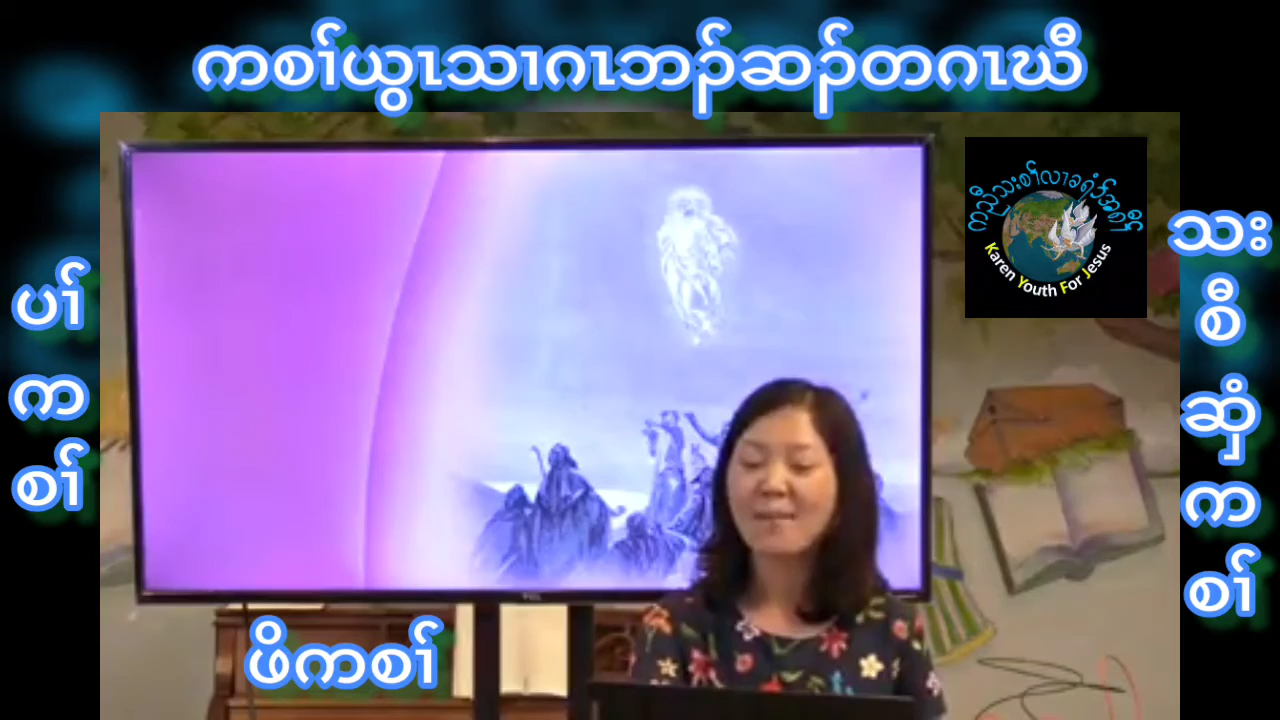 ကစၢ်ယွၤသၢဂၤဘၣ်ဆၣ်တဂၤဃီ
ပၢ်
က
စၢ်
သး
စီ
ဆှံ
က
စၢ်
ဖိကစၢ်
Karen Youth For Jesus